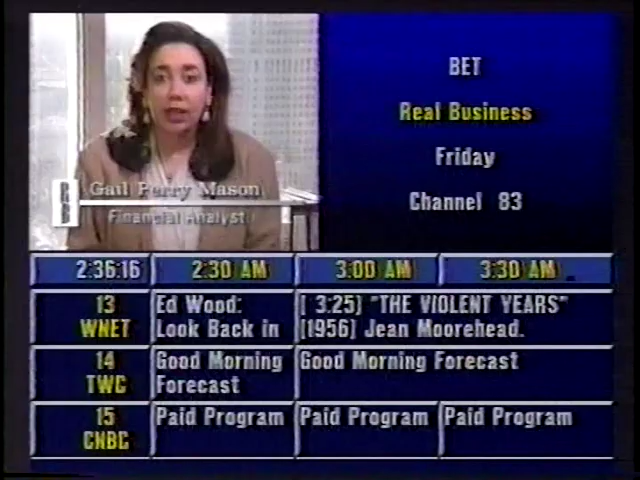 BET
Real Business
Friday
Channel 83
Gail Perry Mason
Financial Analyst
2:36:16 2:30 AM 3:00 AM 3:30 AM
13 Ed Wood: [ 3:25] "THE VIOLENT YEARS"
WNET Look Back in [1956] Jean Moorehead.
14 Good Morning Good Morning Forecast
TWC Forecast
15 Paid Program Paid Program Paid Program
CNBC